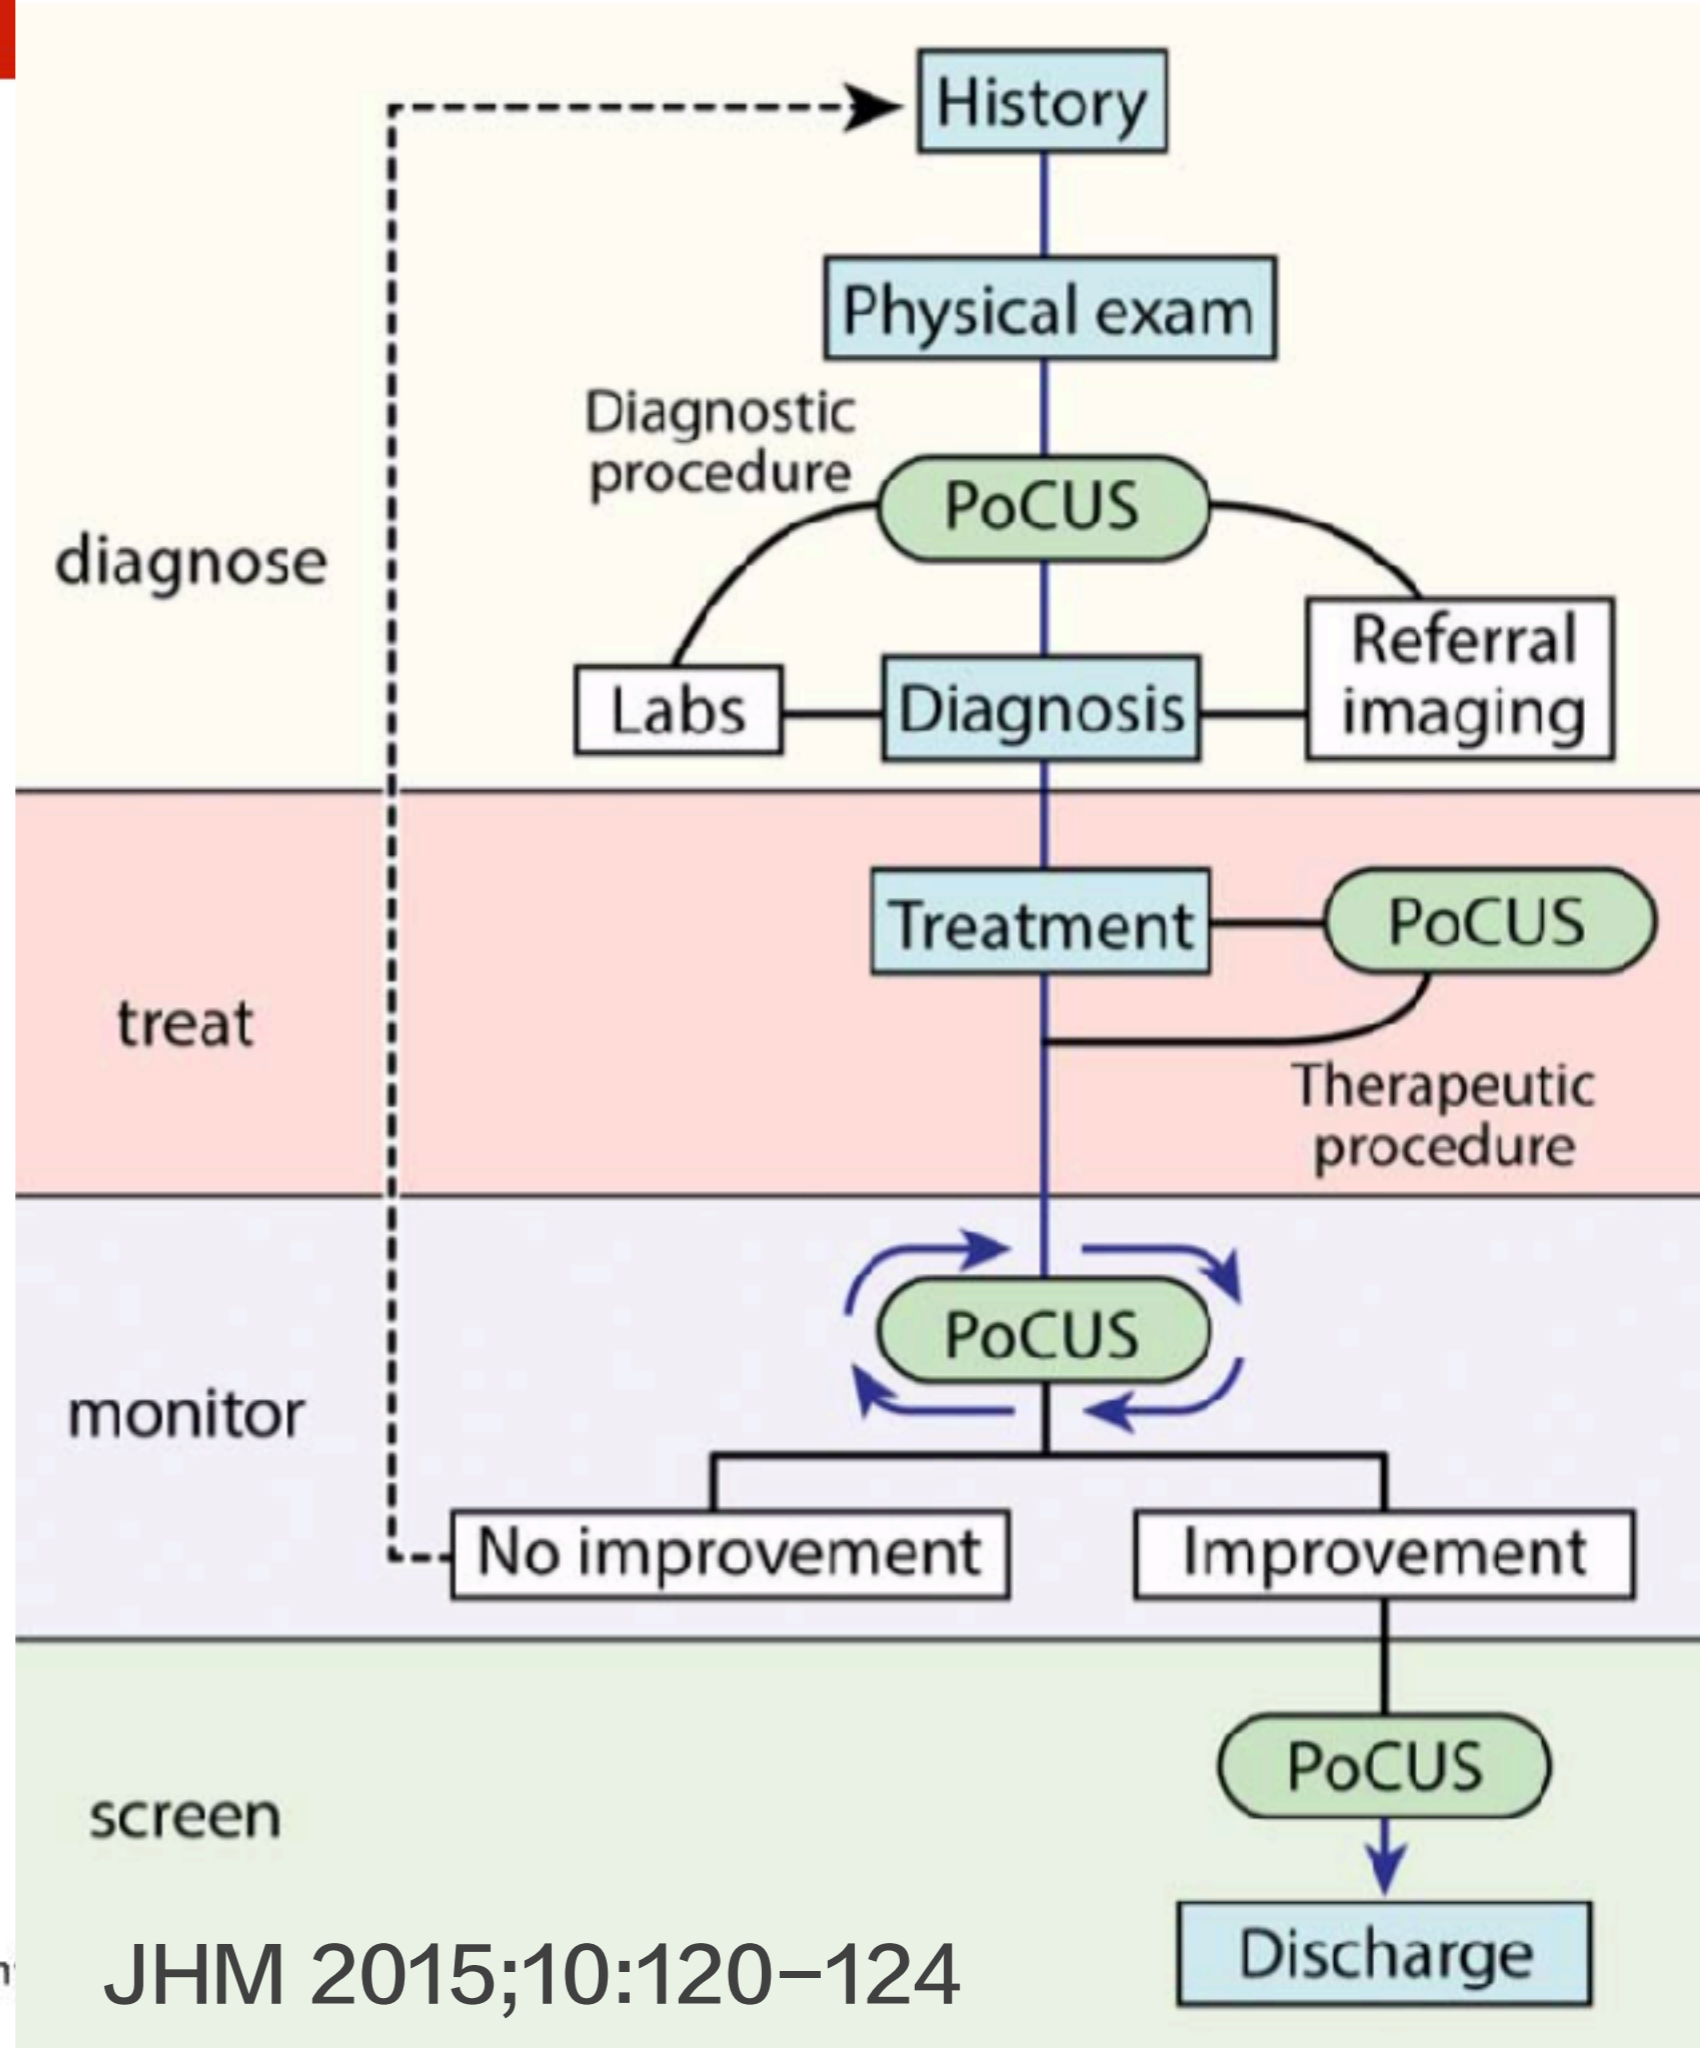 History
Physical exam
Diagnostic
procedure
PoCUS
diagnose
Referral
imaging
Labs
Diagnosis
Treatment
PoCUS
treat
Therapeutic
procedure
PoCUS
monitor
No improvement
Improvement
PoCUS
screen
Discharge
JHM 2015;10:120–124